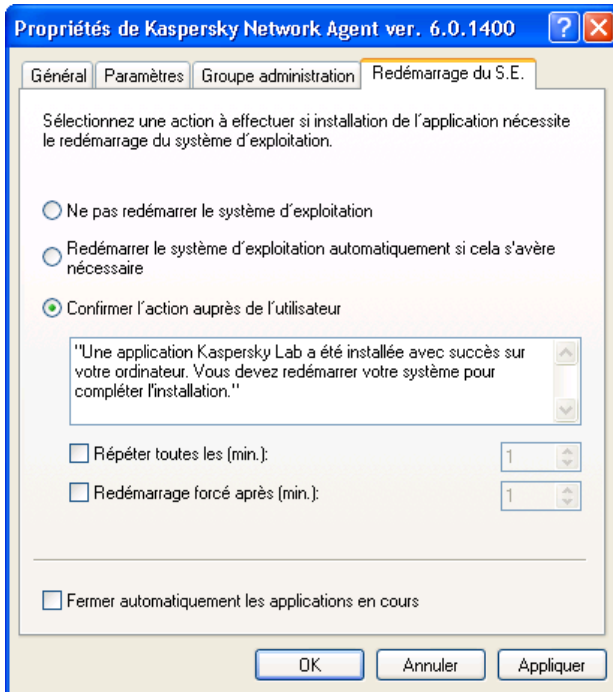 Propriétés de Kaspersky Network Agent ver. 6.0.1400
Général
Paramètres
Groupe administration
Redémarrage du S.E.
Sélectionnez une action à effectuer si installation de l´application nécessite
le redémarrage du système d´exploitation.
Ne pas redémarrer le système d´exploitation
Redémarrer le système d´exploitation automatiquement si cela s'avère
nécessaire
Confirmer l´action auprès de l´utilisateur
"Une application Kaspersky Lab a été installée avec succès sur
votre ordinateur. Vous devez redémarrer votre système pour
compléter l'installation."
Répéter toutes les (min.):
1
Redémarrage forcé après (min.):
1
Fermer automatiquement les applications en cours
OK
Annuler
Appliquer